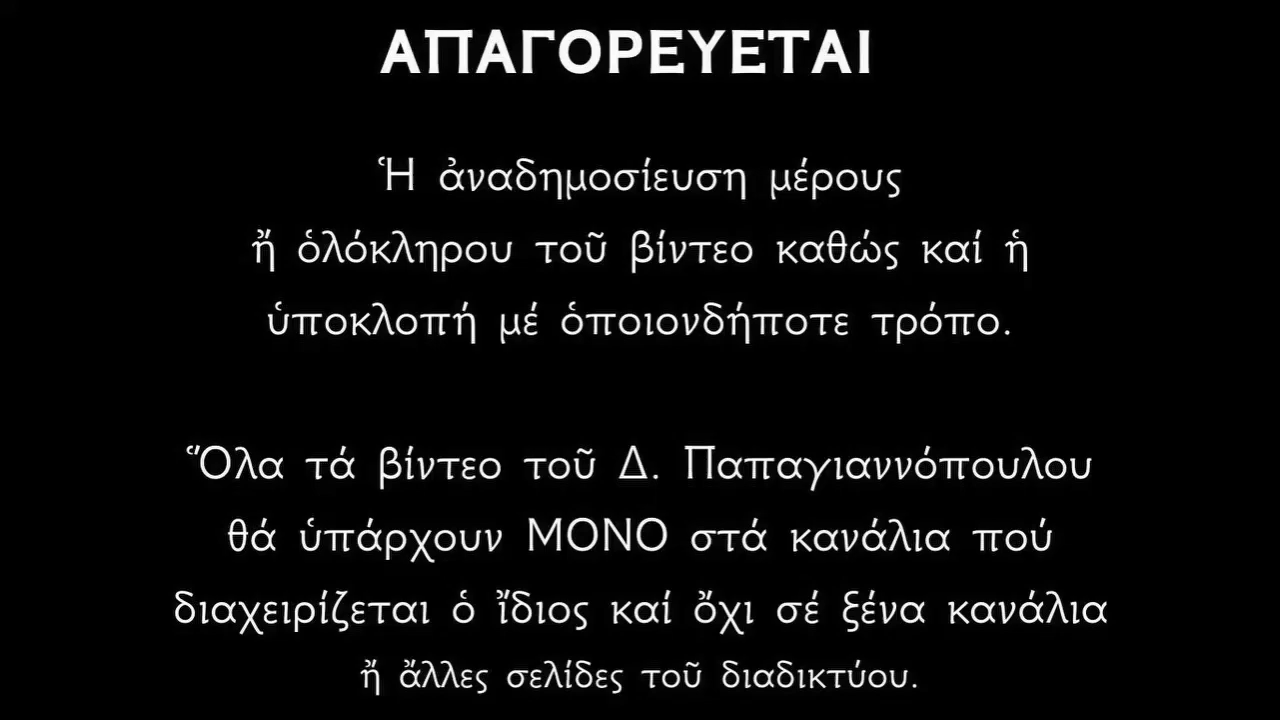 ΑΠΑΓΟΡΕΥΕΤΑΙ
Ἡ ἀναδημοσίευση μέρους
ἤ ὁλόκληρου τοῦ βίντεο καθώς καί ἡ
ὑποκλοπή μέ ὁποιονδήποτε τρόπο.
Ὅλα τά βίντεο τοῦ Δ. Παπαγιαννόπουλου
θά ὑπάρχουν ΜΟΝΟ στά κανάλια πού
διαχειρίζεται ὁ ἴδιος καί ὄχι σέ ξένα κανάλια
ἤ ἄλλες σελίδες τοῦ διαδικτύου.